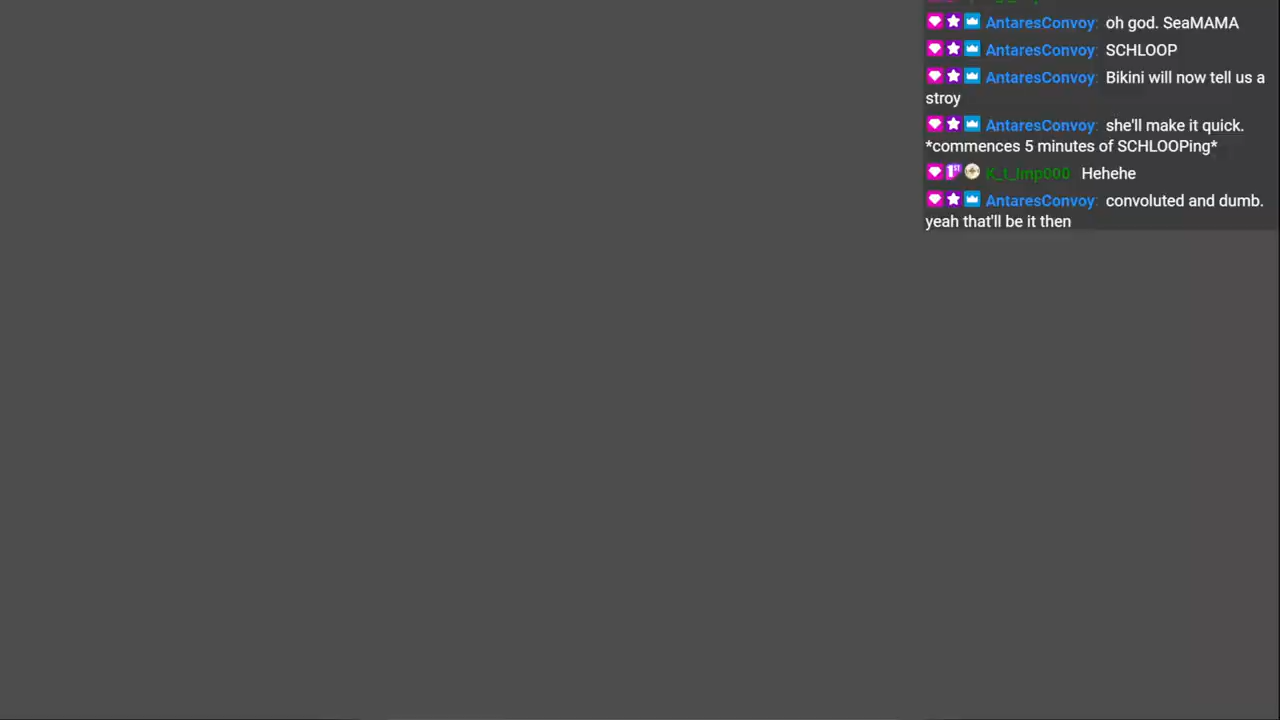 AntaresConvoy: oh god. SeaMAMA
AntaresConvoy: SCHLOOP
AntaresConvoy: Bikini will now tell us a
stroy
AntaresConvoy: she'll make it quick.
*commences 5 minutes of SCHLOOPing*
K_t_Imp000 Hehehe
AntaresConvoy: convoluted and dumb.
yeah that'll be it then